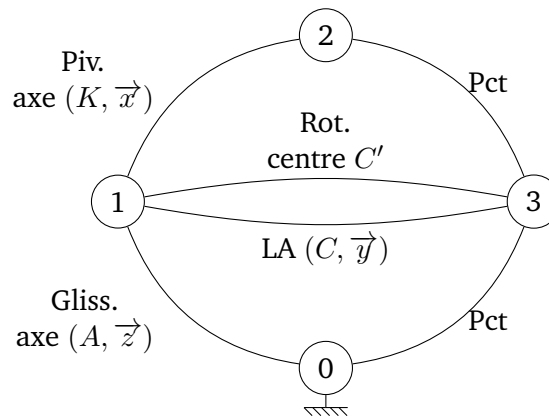 2
Piv.
axe (K, x⃗)
Pct
Rot.
centre C′
1
3
LA (C, y⃗)
Gliss.
axe (A, z⃗)
Pct
0